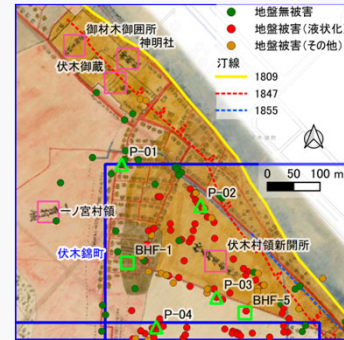 地盤無被害
地盤被害(液状化)
地盤被害(その他)
汀線
1809
1847
1855
御材木御囲所
神明社
伏木御蔵
P-01
0 50 100 m
P-02
一ノ宮村領
伏木錦町
BHF-1
伏木村領新開所
P-03
BHF-5
P-04